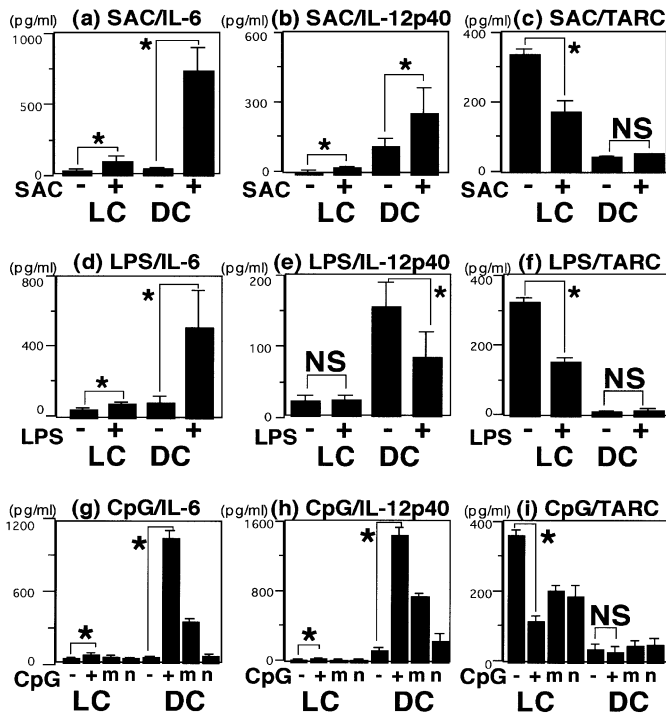 (pg/ml) (a) SAC/IL-6 (pg/ml) (b) SAC/IL-12p40 (pg/ml) (c) SAC/TARC
1000 600 400
* * *
500 300 200
* * NS
0 0 0
SAC - + - + SAC - + - + SAC - + - +
LC DC LC DC LC DC
(pg/ml) (d) LPS/IL-6 (pg/ml) (e) LPS/IL-12p40 (pg/ml) (f) LPS/TARC
800 200 400
* * *
400 100 200
* NS NS
0 0 0
LPS - + - + LPS - + - + LPS - + - +
LC DC LC DC LC DC
(pg/ml) (g) CpG/IL-6 (pg/ml) (h) CpG/IL-12p40 (pg/ml) (i) CpG/TARC
1200 1600 400
* * *
600 800 200
* * NS
0 0 0
CpG - + m n - + m n CpG - + m n - + m n CpG - + m n - + m n
LC DC LC DC LC DC